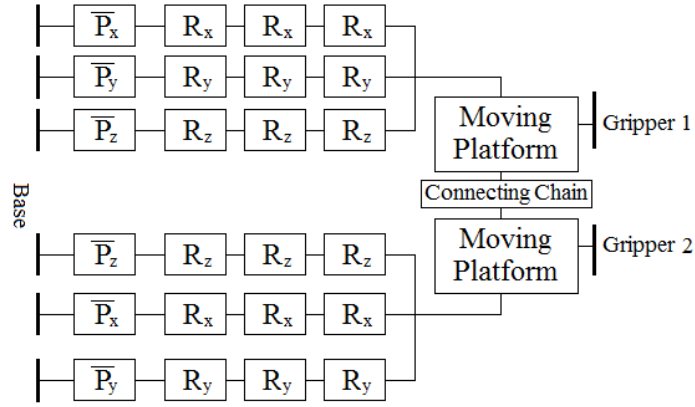 P̅x Rx Rx Rx
P̅y Ry Ry Ry
P̅z Rz Rz Rz
Moving
Platform
Gripper 1
Connecting Chain
Base
P̅z Rz Rz Rz
Moving
Platform
Gripper 2
P̅x Rx Rx Rx
P̅y Ry Ry Ry